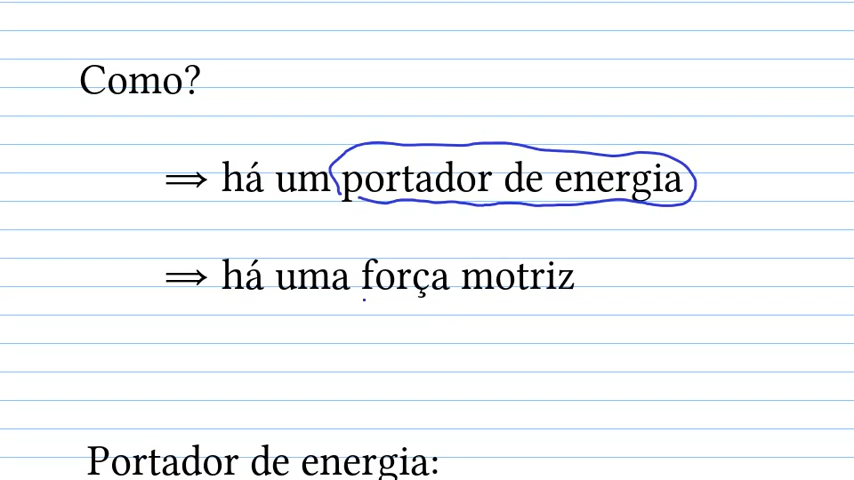 Como?
⟹ há um portador de energia
⟹ há uma força motriz
Portador de energia: